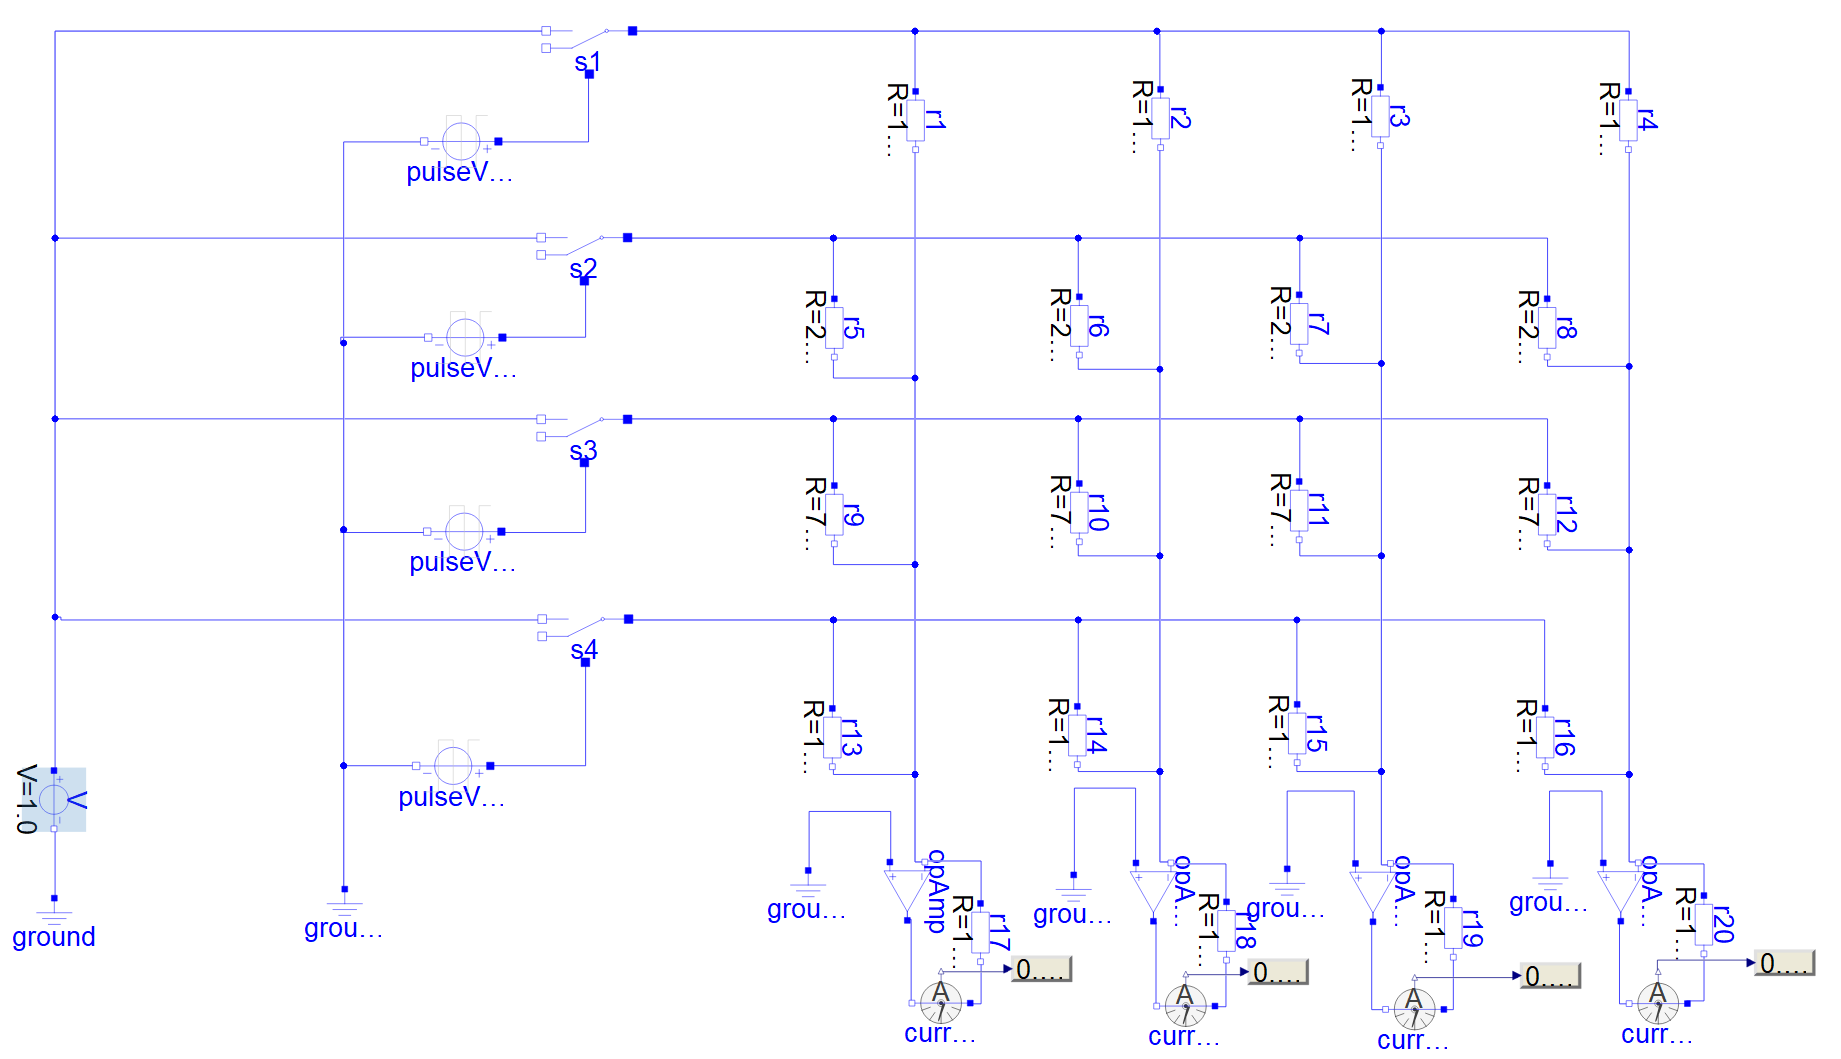 s1
R=1...
r1
R=1...
r2
R=1...
r3
R=1...
r4
pulseV...
s2
R=2...
r5
R=2...
r6
R=2...
r7
R=2...
r8
pulseV...
s3
R=7...
r9
R=7...
r10
R=7...
r11
R=7...
r12
pulseV...
s4
R=1...
r13
R=1...
r14
R=1...
r15
R=1...
r16
V=1.0
V
pulseV...
ground
grou...
grou...
opAmp
R=1...
r17
0....
A
curr...
grou...
opA...
R=1...
r18
0....
A
curr...
grou...
opA...
R=1...
r19
0....
A
curr...
grou...
opA...
R=1...
r20
0....
A
curr...